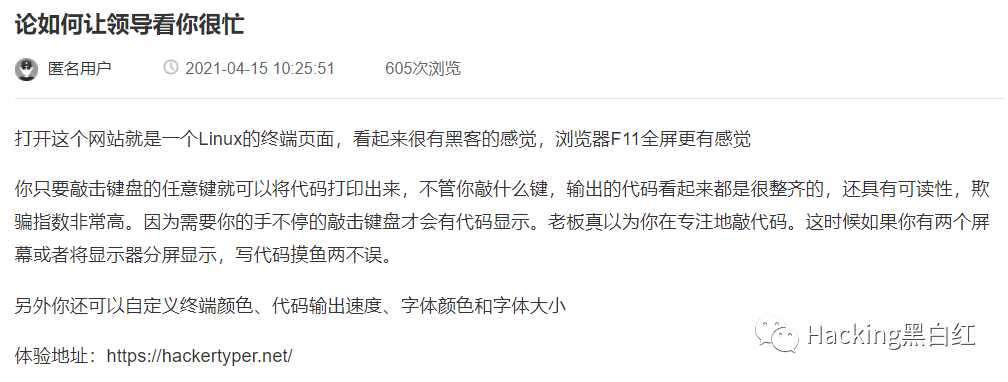 论如何让领导看你很忙
匿名用户 2021-04-15 10:25:51 605次浏览
打开这个网站就是一个Linux的终端页面，看起来很有黑客的感觉，浏览器F11全屏更有感觉
你只要敲击键盘的任意键就可以将代码打印出来，不管你敲什么键，输出的代码看起来都是很整齐的，还具有可读性，欺
骗指数非常高。因为需要你的手不停的敲击键盘才会有代码显示。老板真以为你在专注地敲代码。这时候如果你有两个屏
幕或者将显示器分屏显示，写代码摸鱼两不误。
另外你还可以自定义终端颜色、代码输出速度、字体颜色和字体大小
Hacking黑白红
体验地址：https://hackertyper.net/